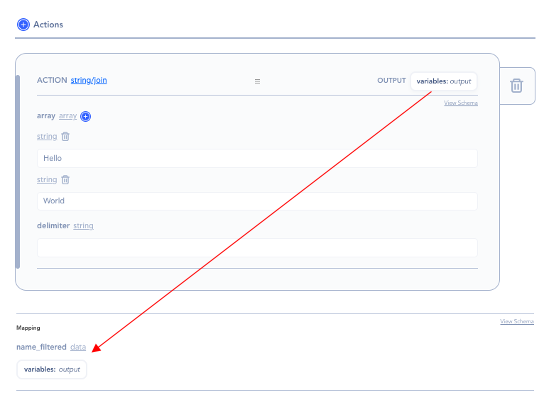 Actions
ACTION string/join OUTPUT variables: output
View Schema
array array
string
Hello
string
World
delimiter string
View Schema
Mapping
name_filtered data
variables: output